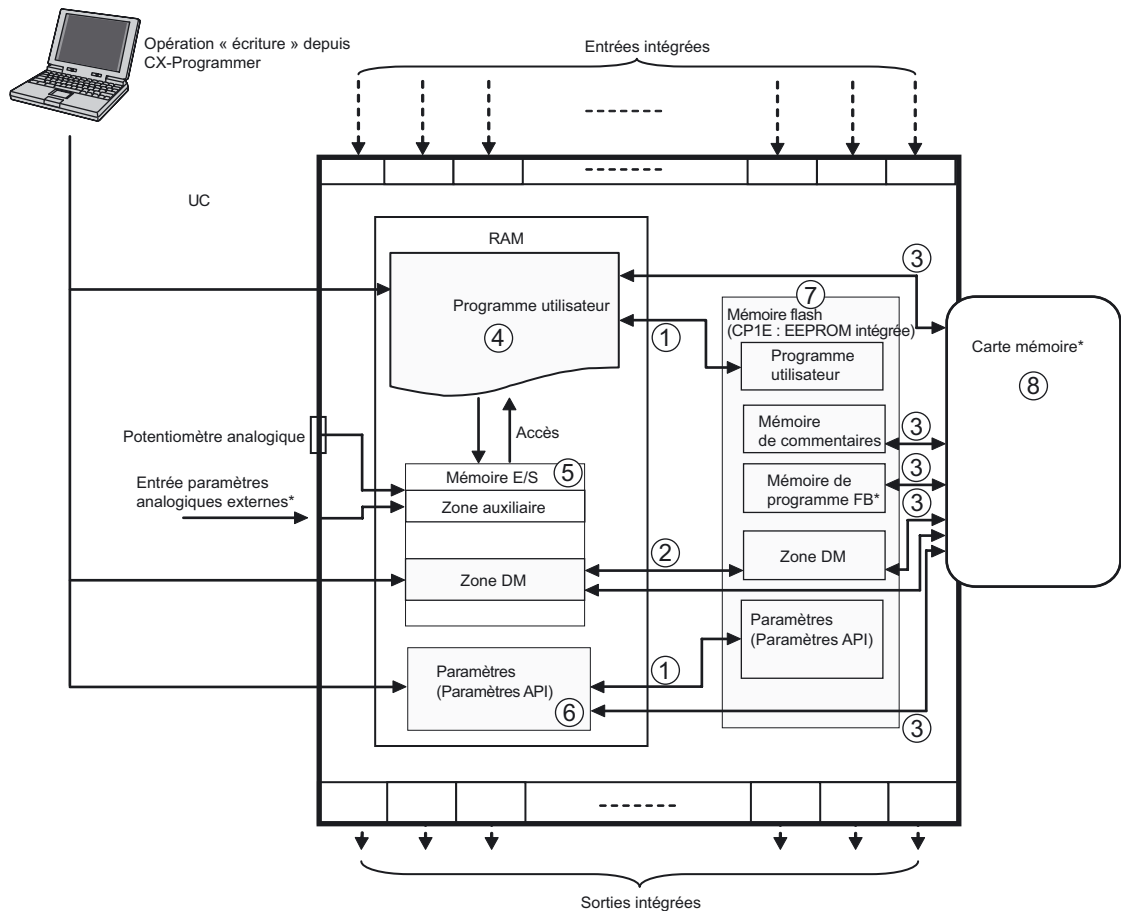 Opération « écriture » depuis
CX-Programmer
Entrées intégrées
UC
RAM
Programme utilisateur
④
①
③
⑦
Mémoire flash
(CP1E : EEPROM intégrée)
Programme
utilisateur
Carte mémoire*
⑧
Potentiomètre analogique
Accès
Mémoire
de commentaires
③
Entrée paramètres
analogiques externes*
Mémoire E/S
⑤
Zone auxiliaire
Mémoire de
programme FB*
③
③
Zone DM
②
Zone DM
Paramètres
(Paramètres API)
⑥
①
Paramètres
(Paramètres API)
③
Sorties intégrées